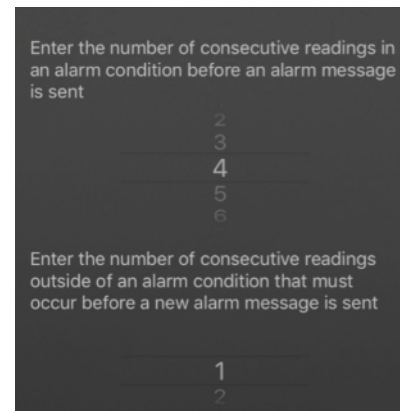 Enter the number of consecutive readings in
an alarm condition before an alarm message
is sent
2
3
4
5
6
Enter the number of consecutive readings
outside of an alarm condition that must
occur before a new alarm message is sent
1
2